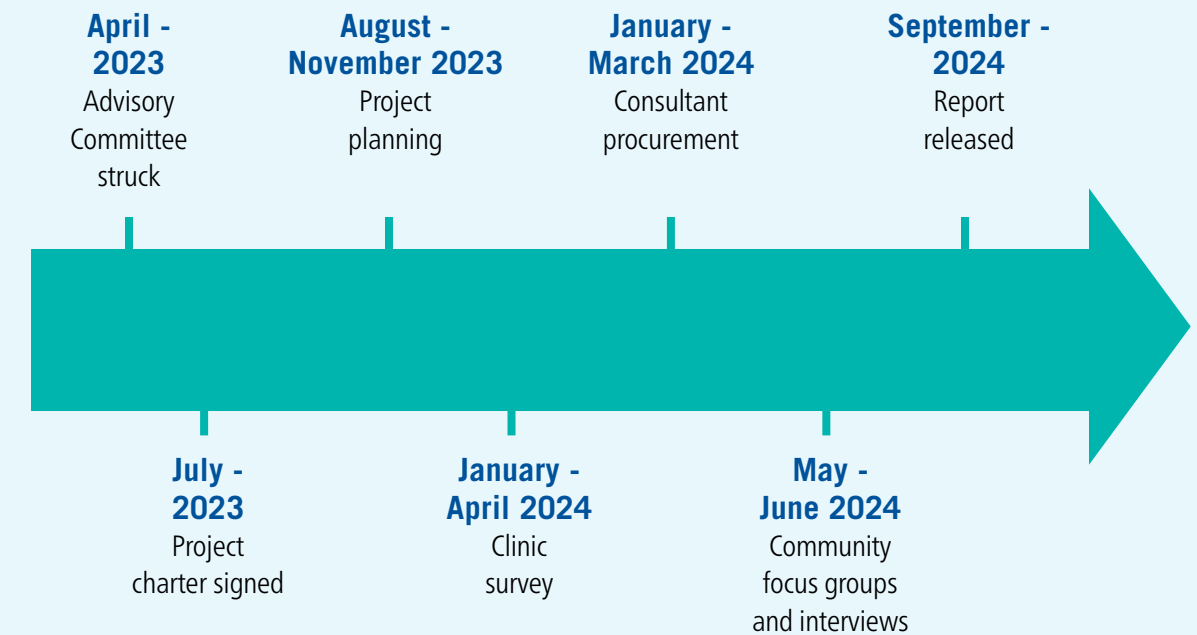 April -
2023
Advisory
Committee
struck
August -
November 2023
Project
planning
January -
March 2024
Consultant
procurement
September -
2024
Report
released
July -
2023
Project
charter signed
January -
April 2024
Clinic
survey
May -
June 2024
Community
focus groups
and interviews